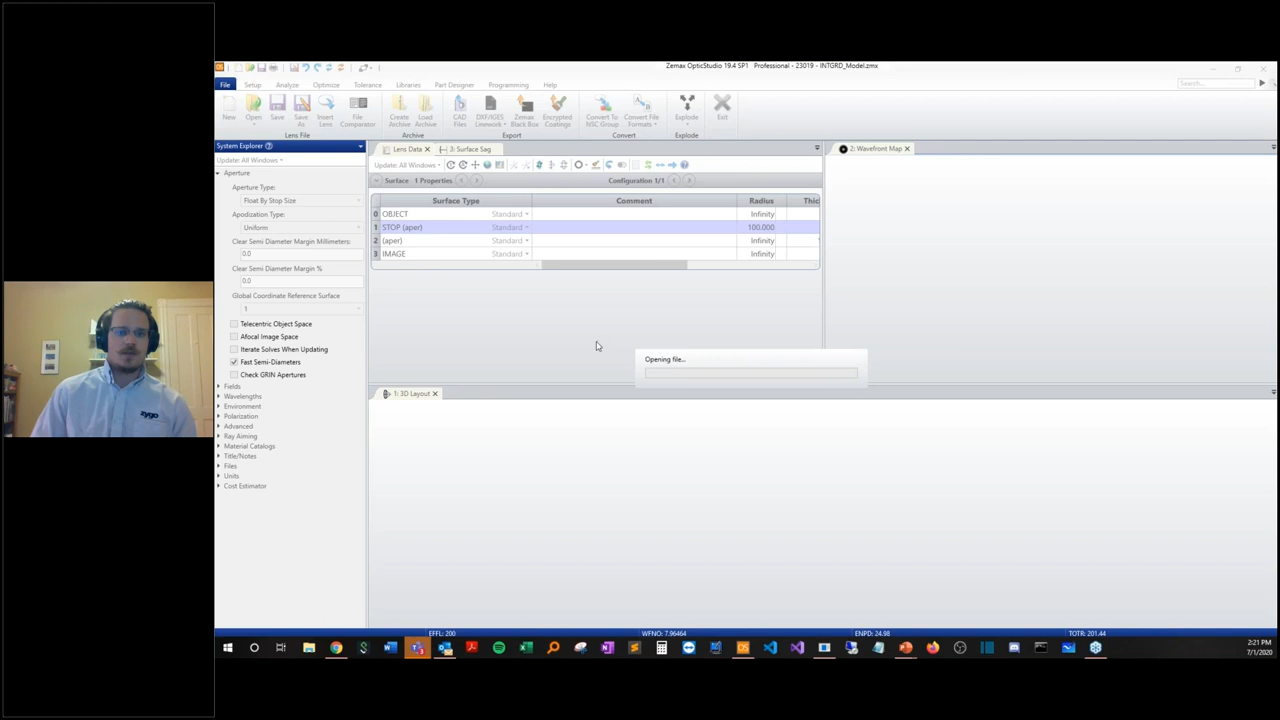 Zemax OpticStudio 19.4 SP1   Professional - 23019 - INTGRD_Model.zmx
File Setup Analyze Optimize Tolerance Libraries Part Designer Programming Help
Search...
New Open Save Save As Insert Lens File Comparator Create Archive Load Archive CAD Files DXF/IGES Linework Zemax Black Box Encrypted Coatings Convert To NSC Group Convert File Formats Explode Exit
Lens File Archive Export Convert Explode
System Explorer
Update: All Windows
Aperture
Aperture Type:
Float By Stop Size
Apodization Type:
Uniform
Clear Semi Diameter Margin Millimeters:
0.0
Clear Semi Diameter Margin %
0.0
Global Coordinate Reference Surface
1
Telecentric Object Space
Afocal Image Space
Iterate Solves When Updating
Fast Semi-Diameters
Check GRIN Apertures
Fields
Wavelengths
Environment
Polarization
Advanced
Ray Aiming
Material Catalogs
Title/Notes
Files
Units
Cost Estimator
Lens Data 3: Surface Sag
Update: All Windows
Surface 1 Properties Configuration 1/1
Surface Type Comment Radius Thic
0 OBJECT Standard Infinity
1 STOP (aper) Standard 100.000
2 (aper) Standard Infinity
3 IMAGE Standard Infinity
2: Wavefront Map
Opening file...
1: 3D Layout
zygo
EFFL: 200 WFNO: 7.96464 ENPD: 24.98 TOTR: 201.44
2:21 PM
7/1/2020